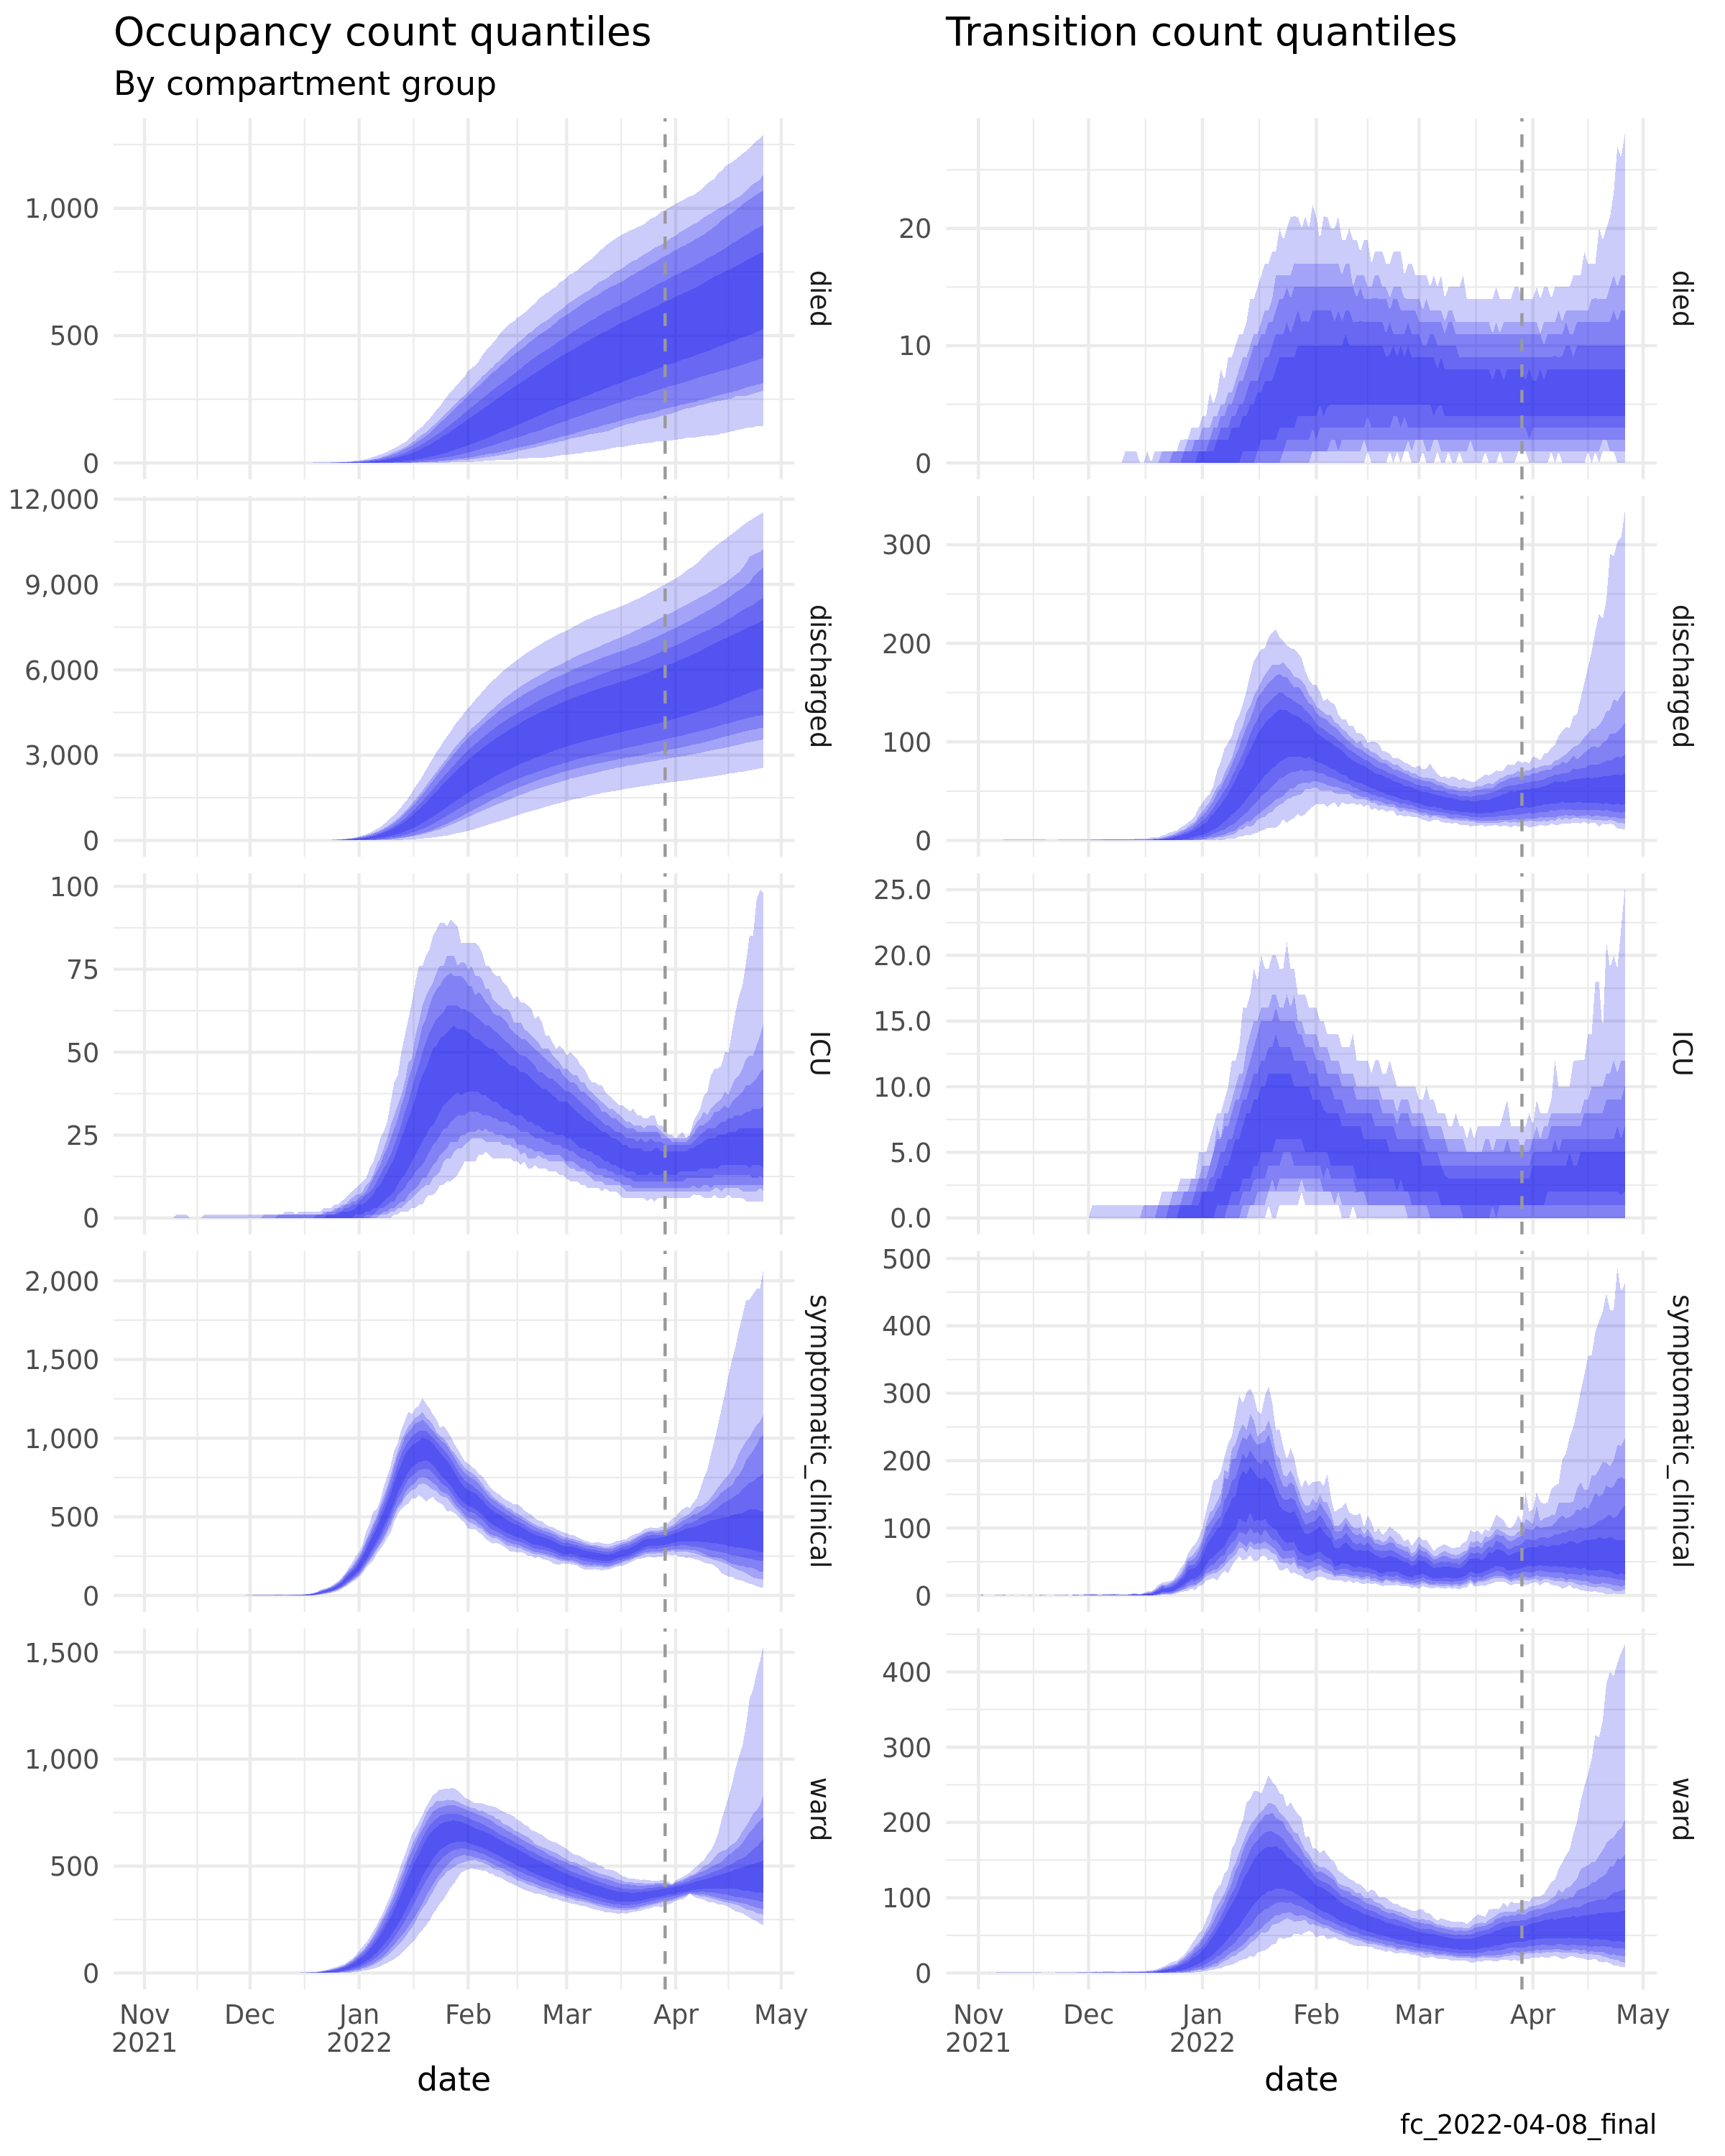 Occupancy count quantiles
By compartment group
1,000
500
0
died
12,000
9,000
6,000
3,000
0
discharged
100
75
50
25
0
ICU
2,000
1,500
1,000
500
0
symptomatic_clinical
1,500
1,000
500
0
ward
Nov Dec Jan Feb Mar Apr May
2021 2022
date
Transition count quantiles
20
10
0
died
300
200
100
0
discharged
25.0
20.0
15.0
10.0
5.0
0.0
ICU
500
400
300
200
100
0
symptomatic_clinical
400
300
200
100
0
ward
Nov Dec Jan Feb Mar Apr May
2021 2022
date
fc_2022-04-08_final